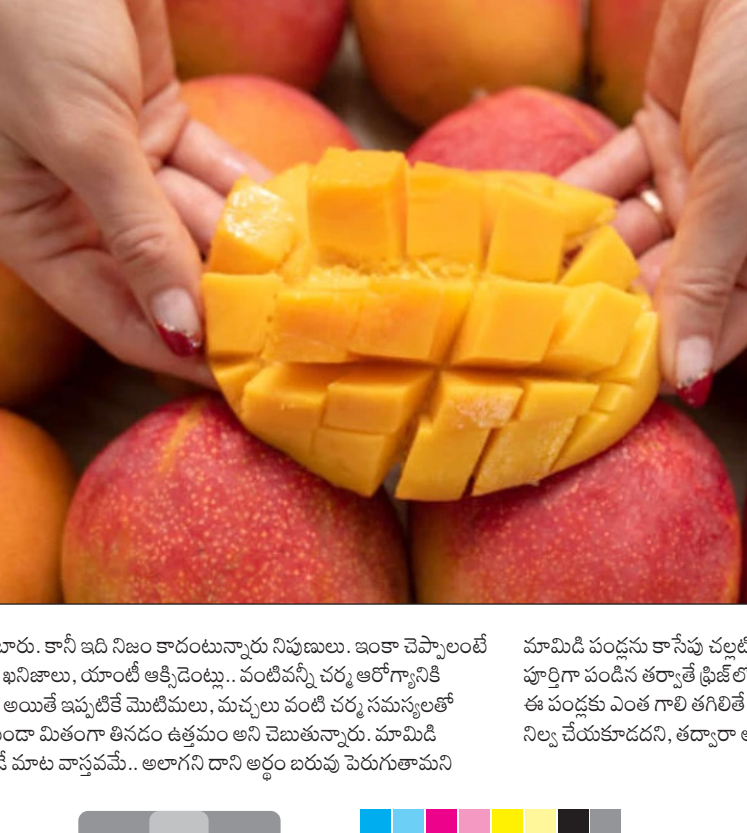 బారు. కానీ ఇది నిజం కాదంటున్నారు నిపుణులు. ఇంకా చెప్పాలంటే
ఖనిజాలు, యాంటీ ఆక్సిడెంట్లు.. వంటివన్నీ చర్మ ఆరోగ్యానికి
అయితే ఇప్పటికే మొటిమలు, మచ్చలు వంటి చర్మ సమస్యలతో
మితంగా తినడం ఉత్తమం అని చెబుతున్నారు. మామిడి
మాట వాస్తవమే.. అలాగని దాని అర్థం బరువు పెరుగుతామని
మామిడి పండ్లను కాసేపు చల్లటి
పూర్తిగా పండిన తర్వాతే ఫ్రిజ్‌లో
ఈ పండ్లకు ఎంత గాలి తగిలితే
నిల్వ చేయకూడదని, తద్వారా